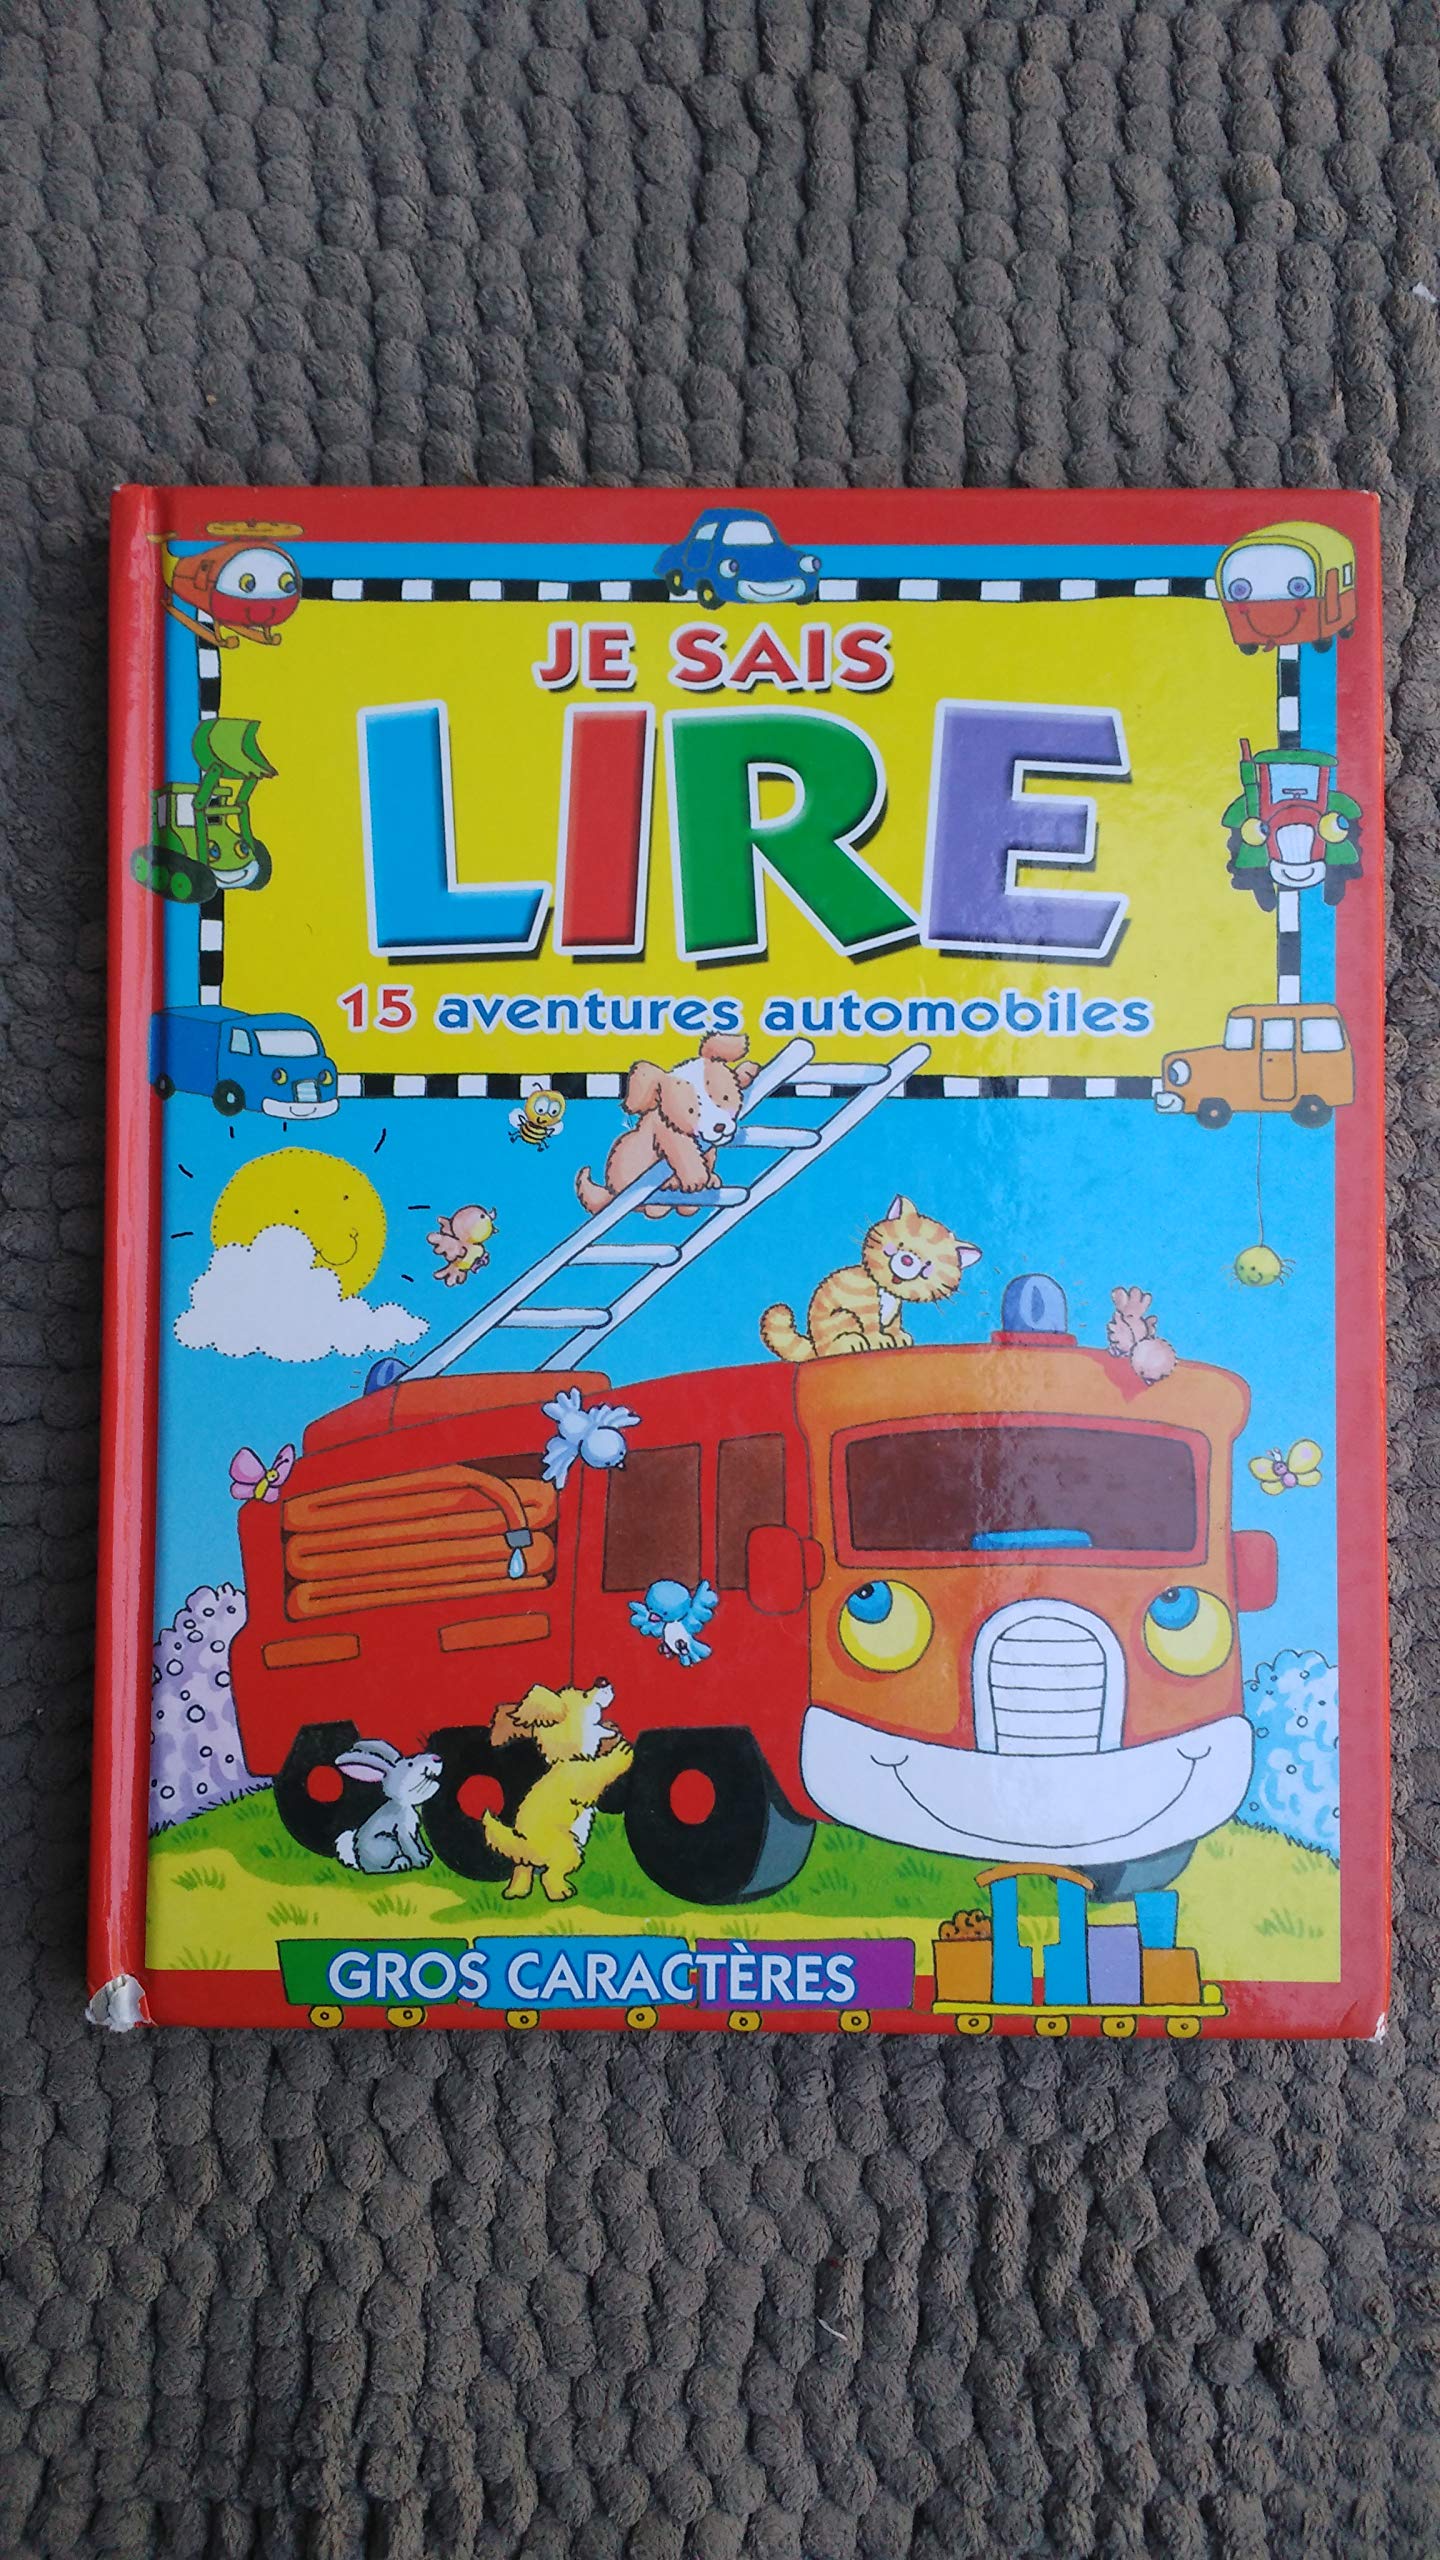 JE SAIS
LIRE
15 aventures automobiles
GROS CARACTÈRES